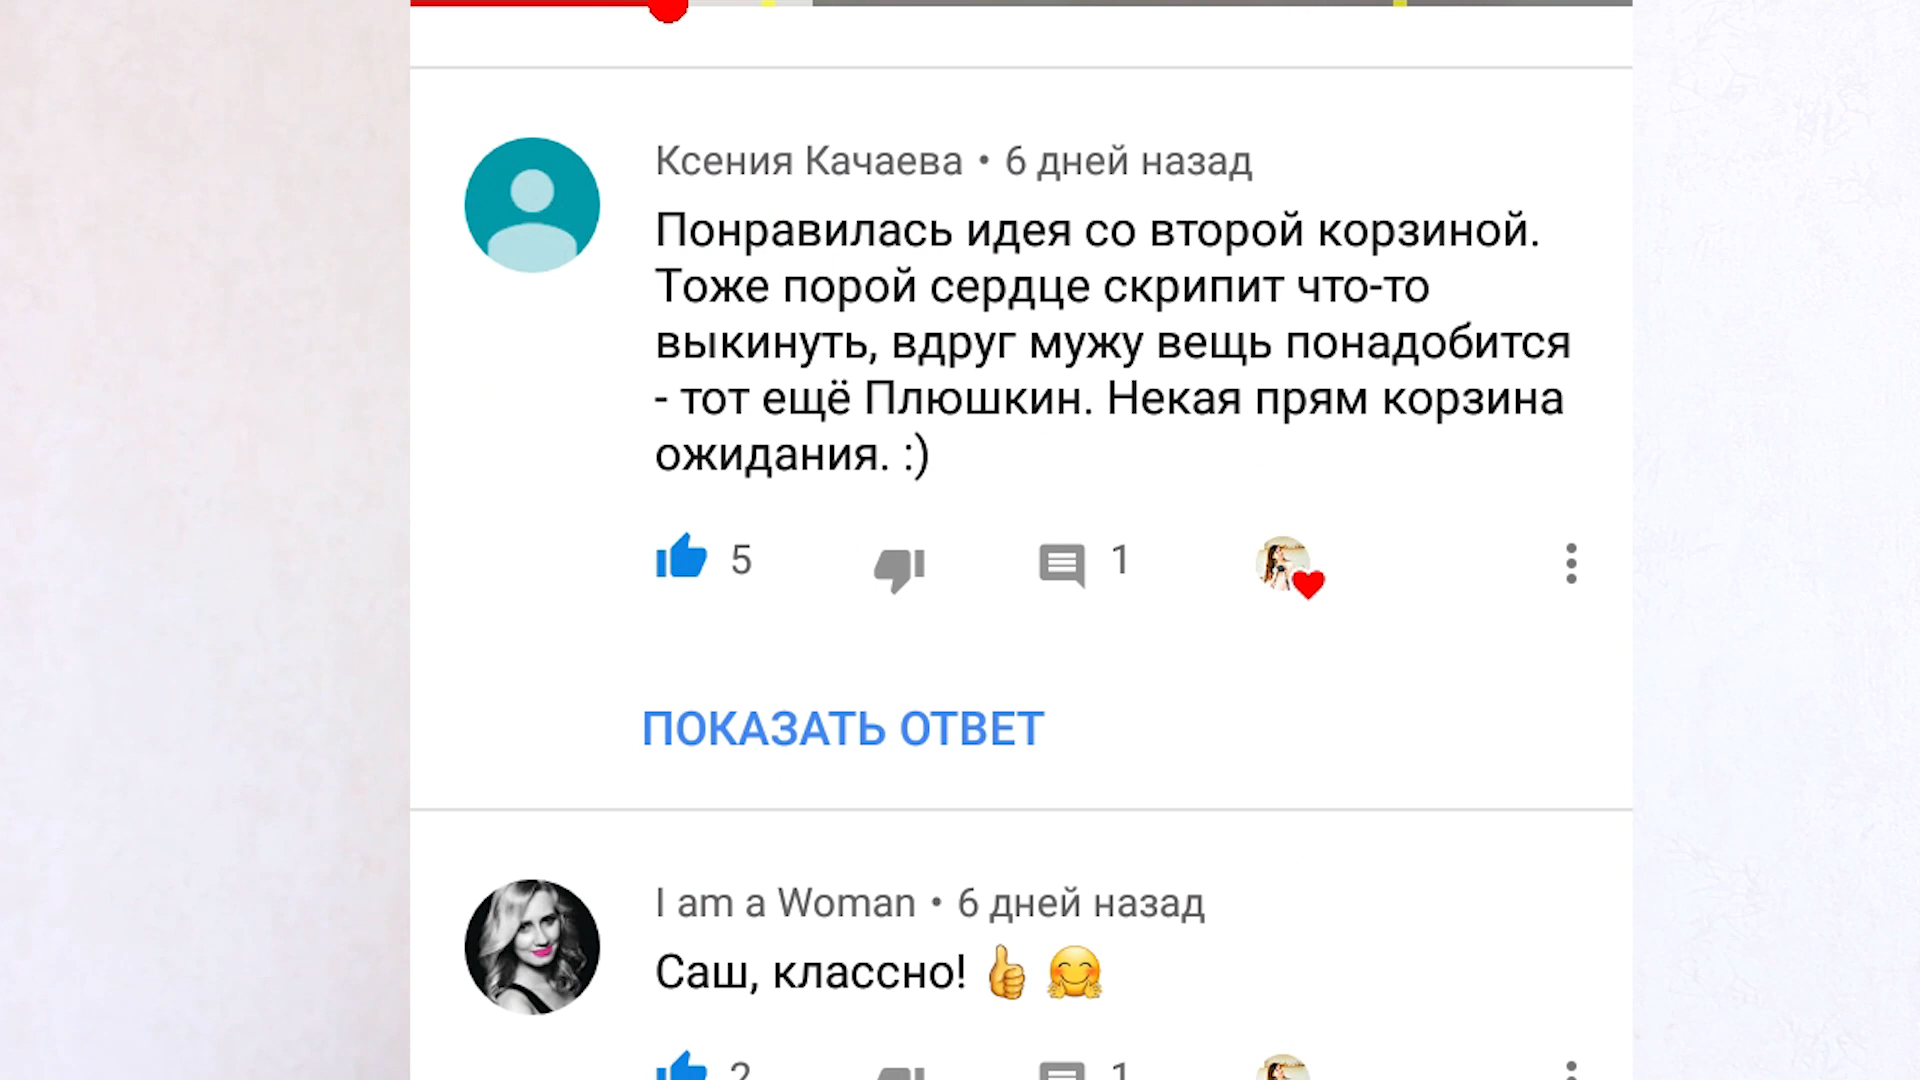 Ксения Качаева • 6 дней назад
Понравилась идея со второй корзиной.
Тоже порой сердце скрипит что-то
выкинуть, вдруг мужу вещь понадобится
- тот ещё Плюшкин. Некая прям корзина
ожидания. :)
5 1
ПОКАЗАТЬ ОТВЕТ
I am a Woman • 6 дней назад
Саш, классно! 👍 🤗
2 1